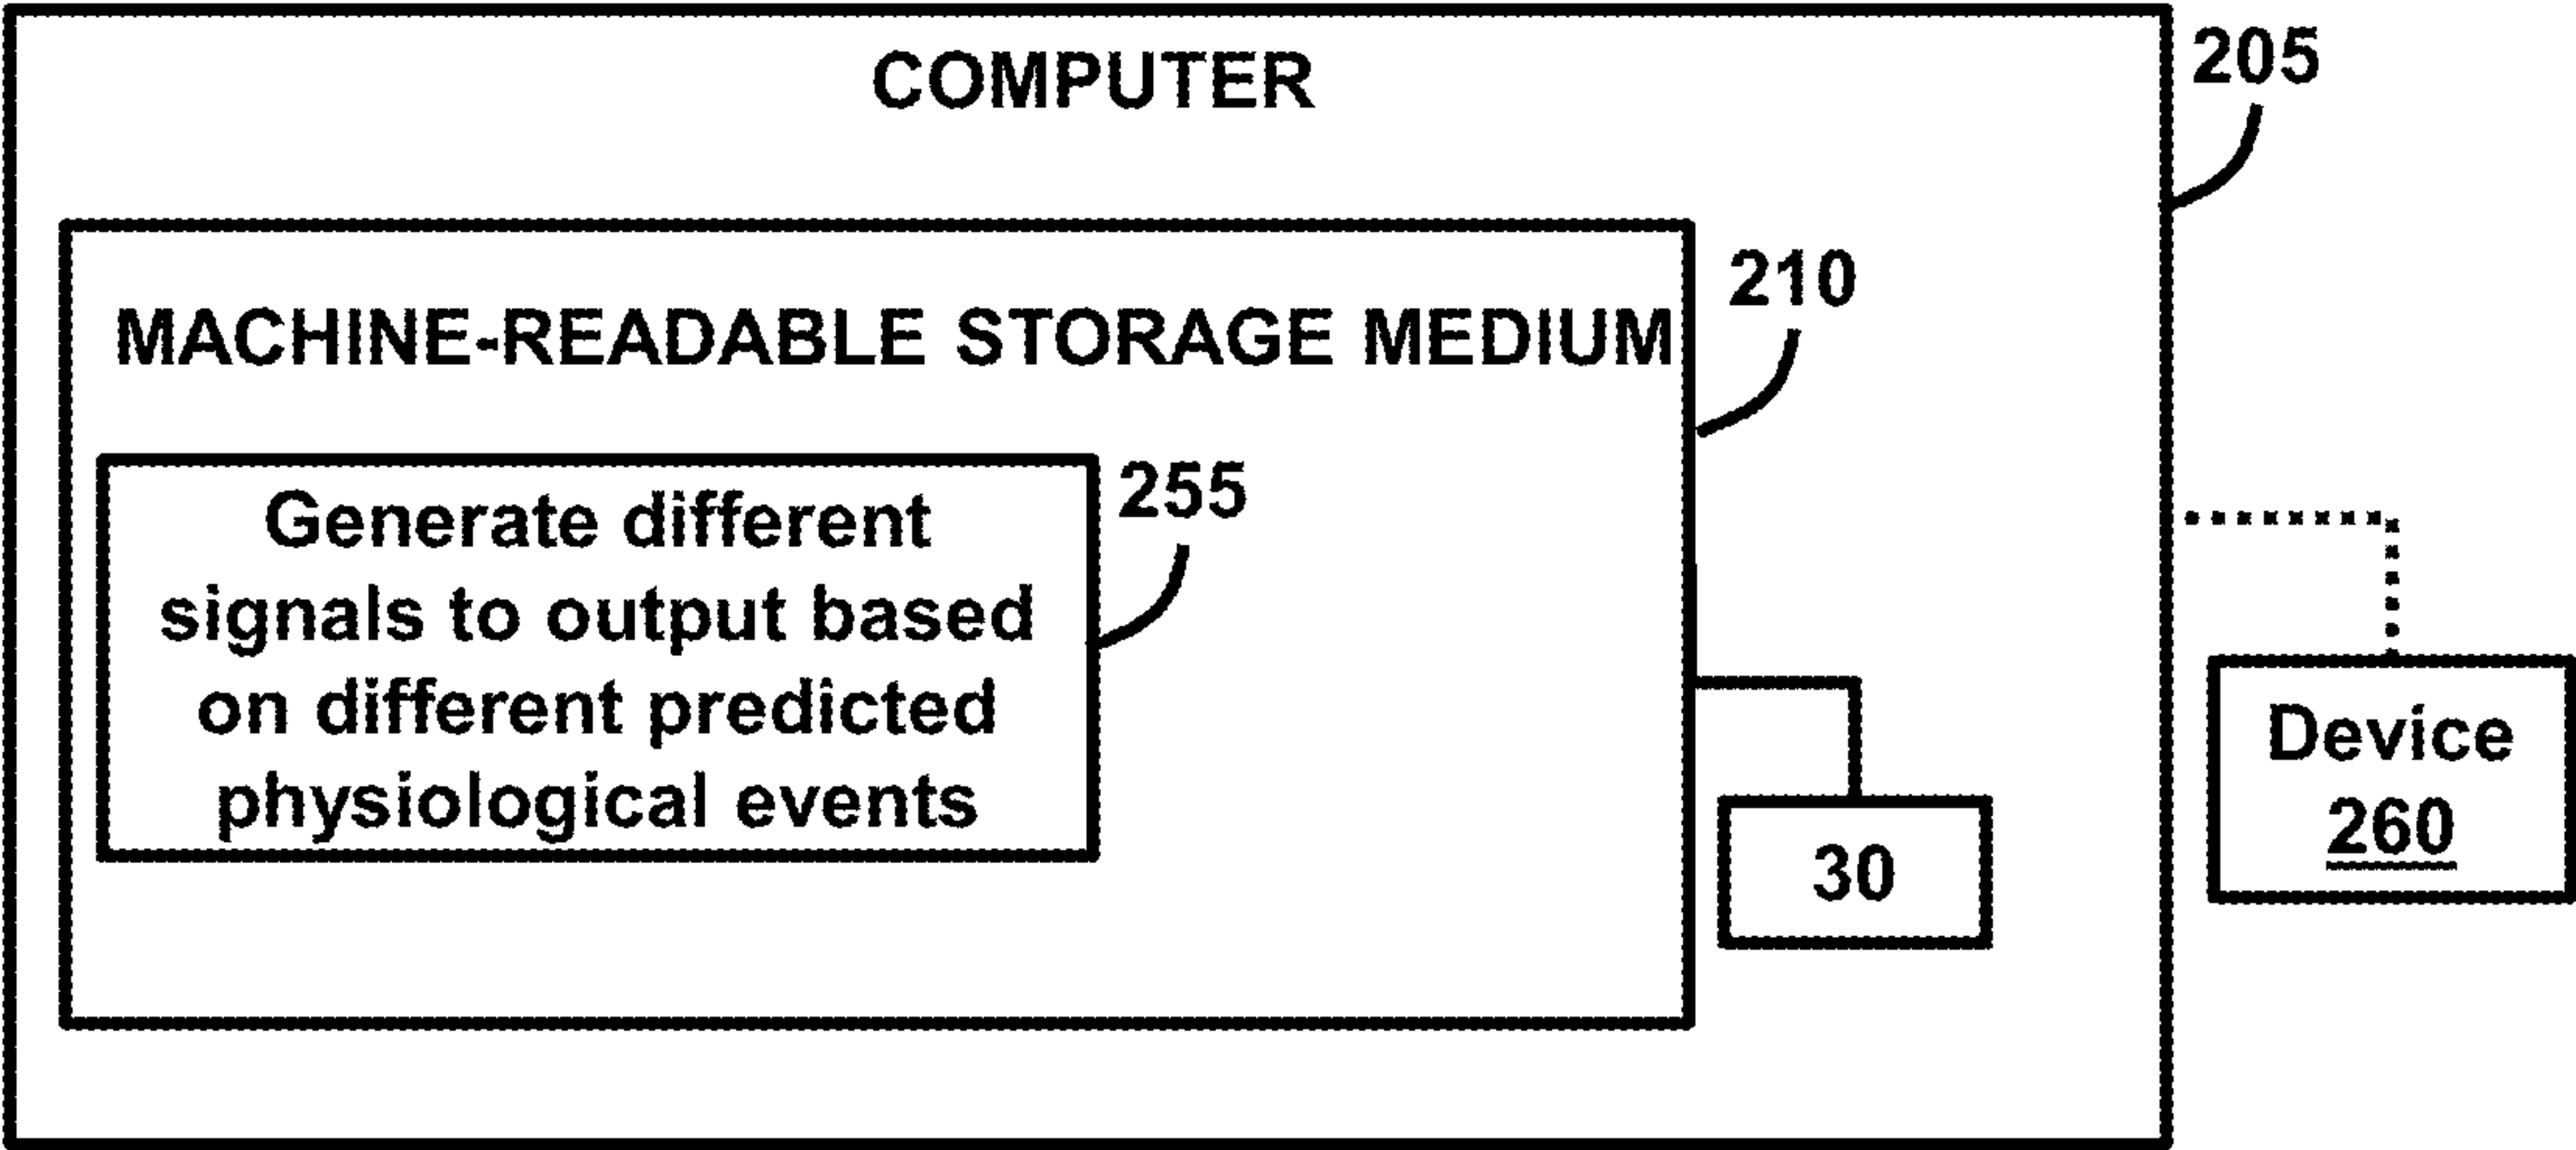 COMPUTER
205
MACHINE-READABLE STORAGE MEDIUM
210
Generate different
signals to output based
on different predicted
physiological events
255
30
Device
260